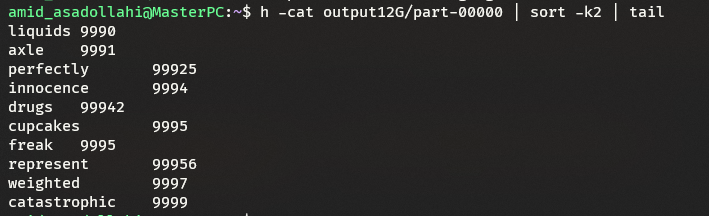 amid_asadollahi@MasterPC:~$ h -cat output12G/part-00000 | sort -k2 | tail
liquids 9990
axle    9991
perfectly       99925
innocence       9994
drugs   99942
cupcakes        9995
freak   9995
represent       99956
weighted        9997
catastrophic    9999